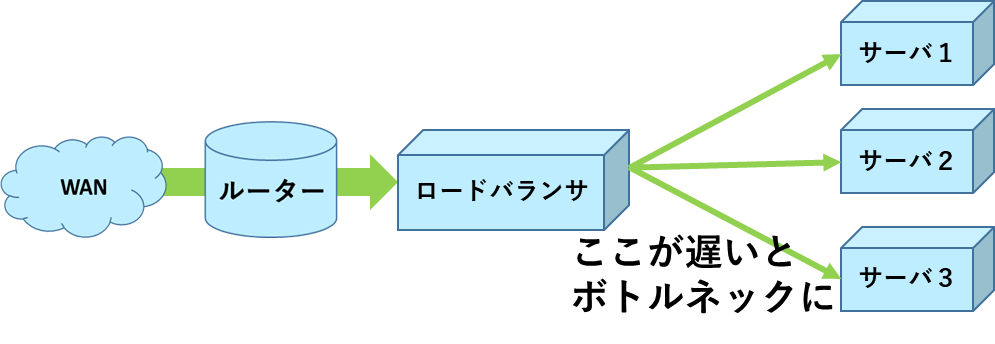 WAN
ルーター
ロードバランサ
サーバ1
サーバ2
サーバ3
ここが遅いと
ボトルネックに